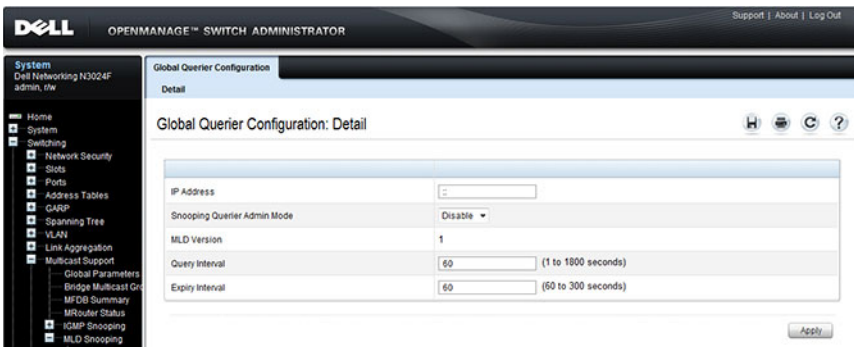 Support | About | Log Out
DELL OPENMANAGE™ SWITCH ADMINISTRATOR
System
Dell Networking N3024F
admin, r/w
Home
System
Switching
Network Security
Slots
Ports
Address Tables
GARP
Spanning Tree
VLAN
Link Aggregation
Multicast Support
Global Parameters
Bridge Multicast Gro
MFDB Summary
MRouter Status
IGMP Snooping
MLD Snooping
Global Querier Configuration
Detail
Global Querier Configuration: Detail
IP Address ::
Snooping Querier Admin Mode Disable
MLD Version 1
Query Interval 60 (1 to 1800 seconds)
Expiry Interval 60 (60 to 300 seconds)
Apply